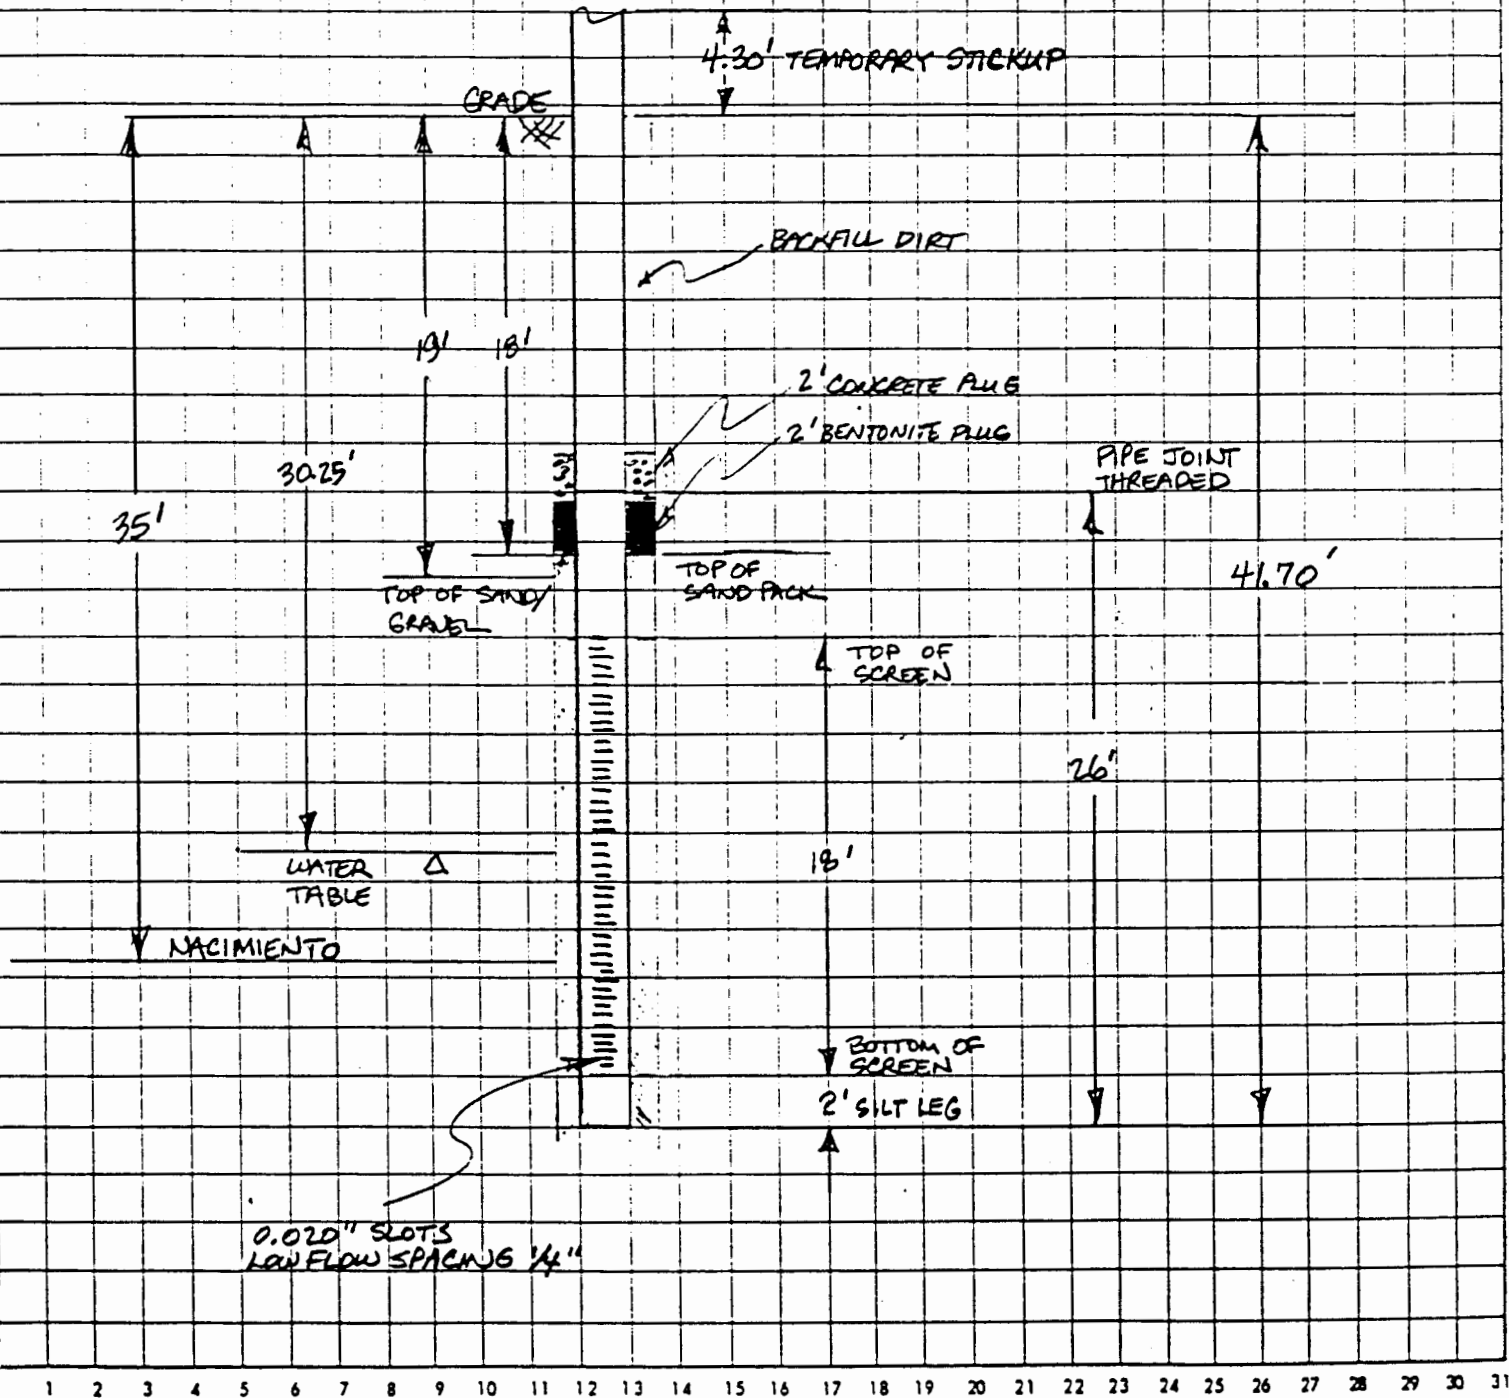 4.30' TEMPORARY STICKUP
GRADE
BACKFILL DIRT
19' 18'
2' CONCRETE PLUG
2' BENTONITE PLUG
30.25'
PIPE JOINT
THREADED
35'
TOP OF
SAND PACK
41.70'
TOP OF SAND/
GRAVEL
TOP OF
SCREEN
26'
18'
WATER
TABLE
NACIMIENTO
BOTTOM OF
SCREEN
2' SILT LEG
0.020" SLOTS
LOW FLOW SPACING 1/4"
1 2 3 4 5 6 7 8 9 10 11 12 13 14 15 16 17 18 19 20 21 22 23 24 25 26 27 28 29 30 31